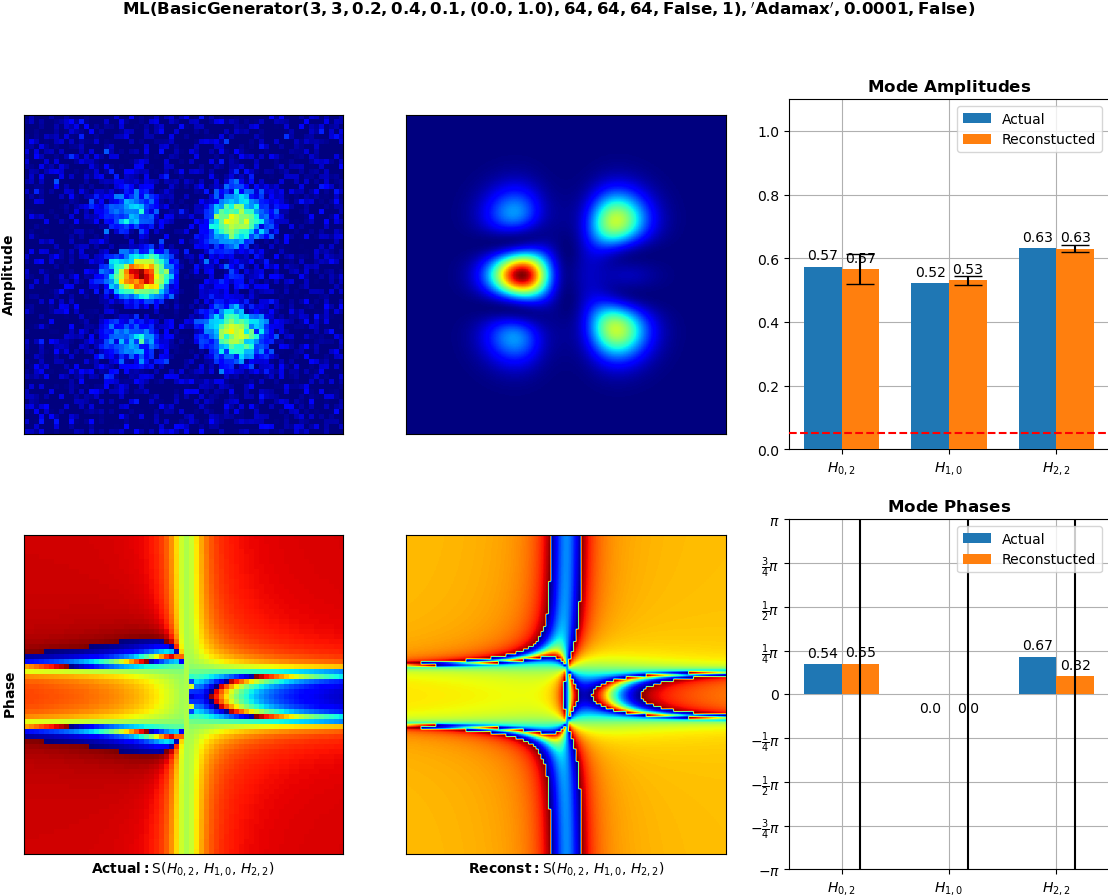 ML(BasicGenerator(3, 3, 0.2, 0.4, 0.1, (0.0, 1.0), 64, 64, 64, False, 1), ′Adamax′, 0.0001, False)
Amplitude
Mode Amplitudes
Actual
Reconstucted
1.0
0.8
0.6
0.4
0.2
0.0
0.57
0.57
0.52
0.53
0.63
0.63
H0,2
H1,0
H2,2
Phase
Actual: S(H0,2, H1,0, H2,2)
Reconst: S(H0,2, H1,0, H2,2)
Mode Phases
Actual
Reconstucted
π
3/4π
1/2π
1/4π
0
−1/4π
−1/2π
−3/4π
−π
0.54
0.55
0.0
0.0
0.67
0.32
H0,2
H1,0
H2,2